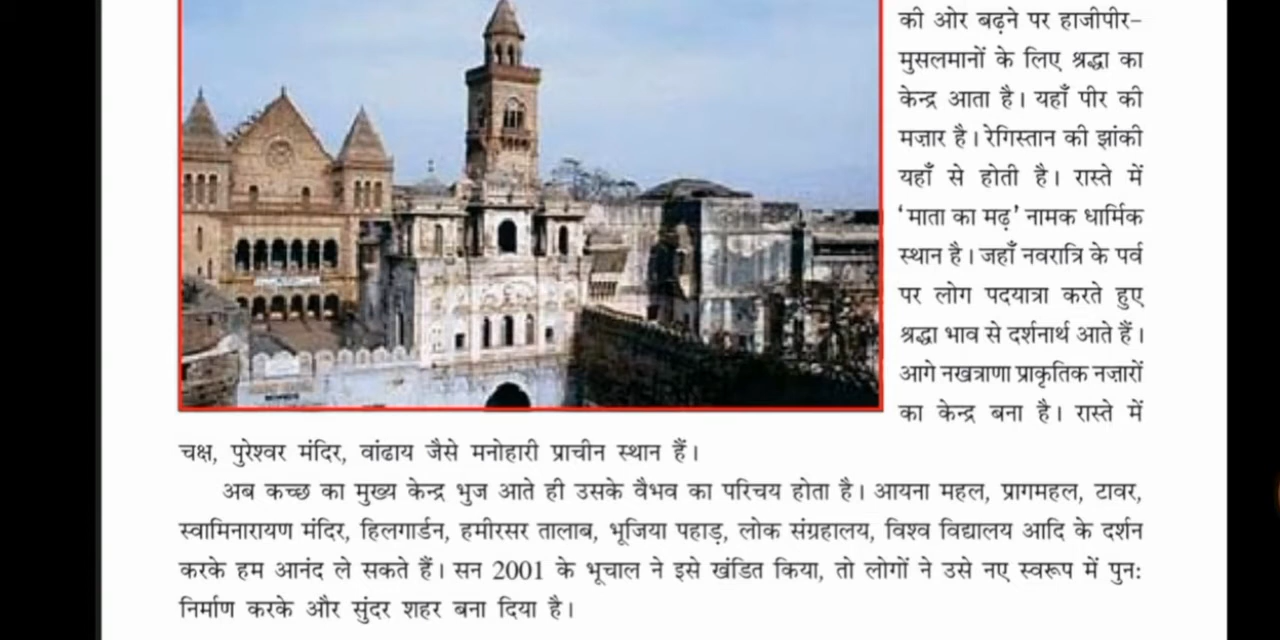 की ओर बढ़ने पर हाजीपीर–
मुसलमानों के लिए श्रद्धा का
केन्द्र आता है। यहाँ पीर की
मज़ार है। रेगिस्तान की झांकी
यहाँ से होती है। रास्ते में
'माता का मढ़' नामक धार्मिक
स्थान है। जहाँ नवरात्रि के पर्व
पर लोग पदयात्रा करते हुए
श्रद्धा भाव से दर्शनार्थ आते हैं।
आगे नखत्राणा प्राकृतिक नज़ारों
का केन्द्र बना है। रास्ते में
चक्ष, पुरेश्वर मंदिर, वांढाय जैसे मनोहारी प्राचीन स्थान हैं।
अब कच्छ का मुख्य केन्द्र भुज आते ही उसके वैभव का परिचय होता है। आयना महल, प्रागमहल, टावर,
स्वामिनारायण मंदिर, हिलगार्डन, हमीरसर तालाब, भूजिया पहाड़, लोक संग्रहालय, विश्व विद्यालय आदि के दर्शन
करके हम आनंद ले सकते हैं। सन 2001 के भूचाल ने इसे खंडित किया, तो लोगों ने उसे नए स्वरूप में पुन:
निर्माण करके और सुंदर शहर बना दिया है।